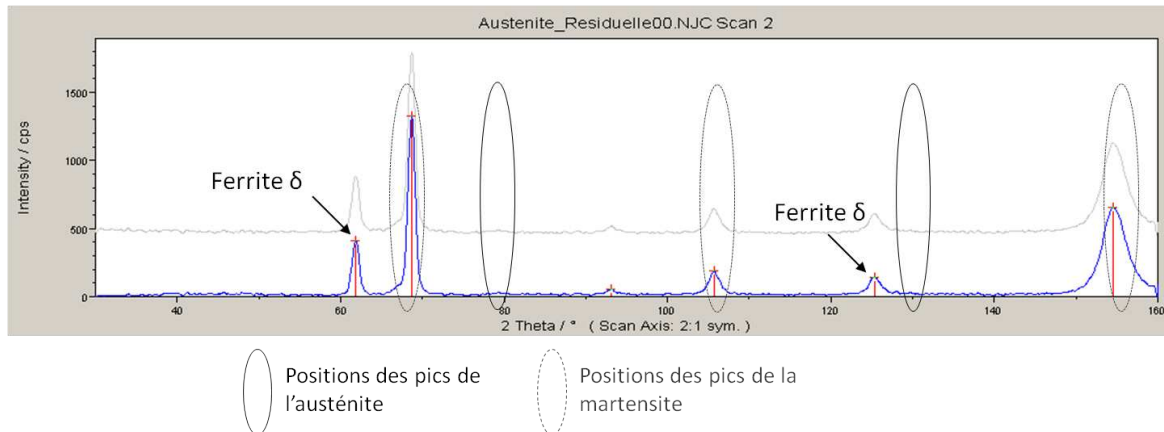 Austenite_Residuelle00.NJC Scan 2
Intensity / cps
1500
1000
500
0
Ferrite δ
Ferrite δ
40
60
80
100
120
140
160
2 Theta / ° ( Scan Axis: 2:1 sym. )
Positions des pics de
l’austénite
Positions des pics de la
martensite